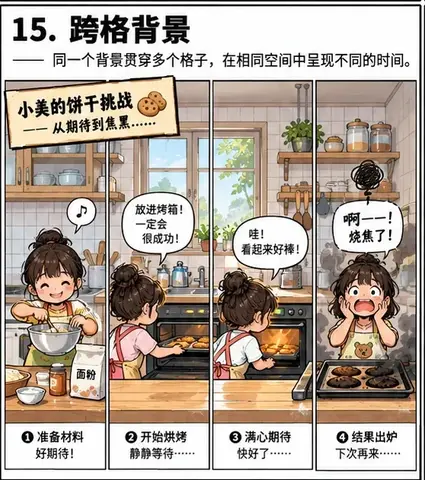 15. 跨格背景
—— 同一个背景贯穿多个格子，在相同空间中呈现不同的时间。
小美的饼干挑战
—— 从期待到焦黑……
♪
放进烤箱！
一定会
很成功！
哇！
看起来好棒！
啊——！
烧焦了！
面粉
❶ 准备材料
好期待！
❷ 开始烘烤
静静等待……
❸ 满心期待
快好了……
❹ 结果出炉
下次再来……